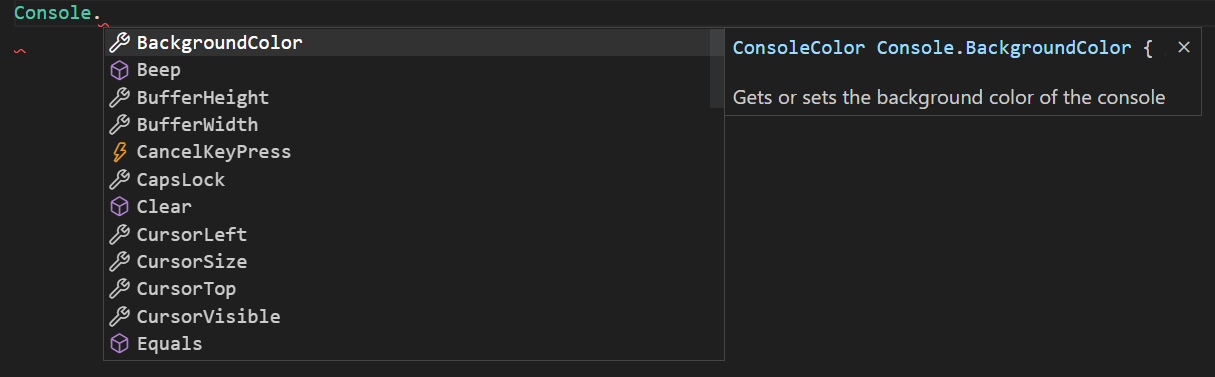 Console.
BackgroundColor
Beep
BufferHeight
BufferWidth
CancelKeyPress
CapsLock
Clear
CursorLeft
CursorSize
CursorTop
CursorVisible
Equals
ConsoleColor Console.BackgroundColor {
Gets or sets the background color of the console